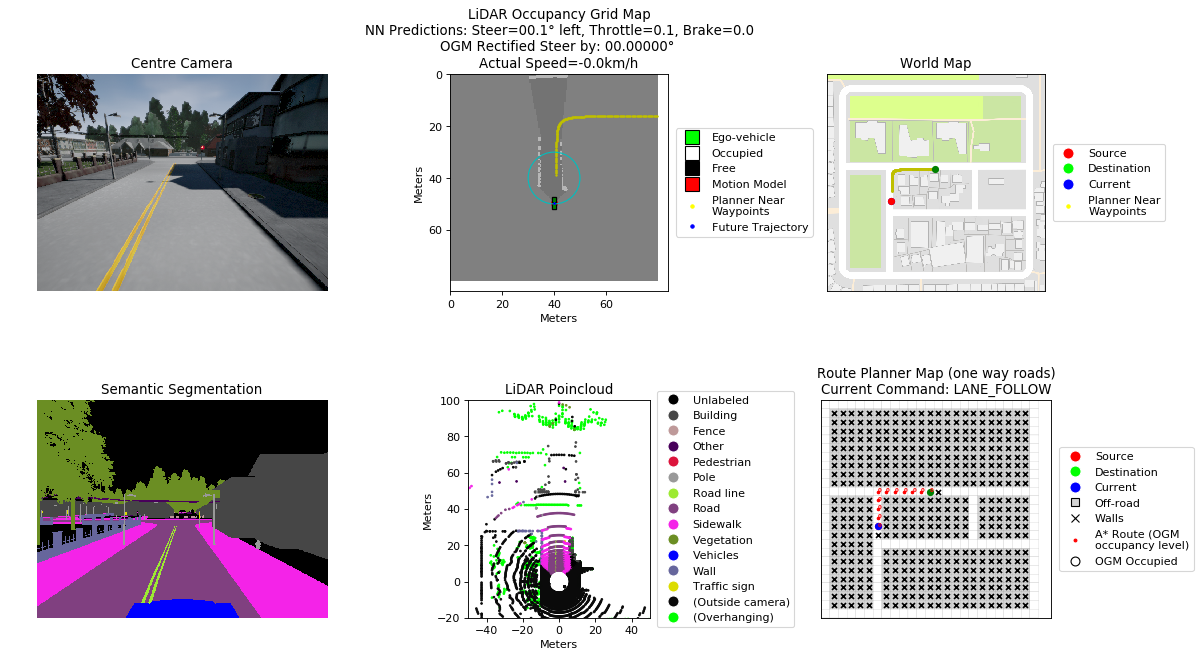 LiDAR Occupancy Grid Map
NN Predictions: Steer=00.1° left, Throttle=0.1, Brake=0.0
OGM Rectified Steer by: 00.00000°
Actual Speed=-0.0km/h
Centre Camera
World Map
0
20
40
60
Meters
0
20
40
60
Meters
Ego-vehicle
Occupied
Free
Motion Model
Planner Near
Waypoints
Future Trajectory
Source
Destination
Current
Planner Near
Waypoints
Semantic Segmentation
LiDAR Poincloud
100
80
60
40
20
0
−20
Meters
−40
−20
0
20
40
Meters
Unlabeled
Building
Fence
Other
Pedestrian
Pole
Road line
Road
Sidewalk
Vegetation
Vehicles
Wall
Traffic sign
(Outside camera)
(Overhanging)
Route Planner Map (one way roads)
Current Command: LANE_FOLLOW
Source
Destination
Current
Off-road
Walls
A* Route (OGM
occupancy level)
OGM Occupied